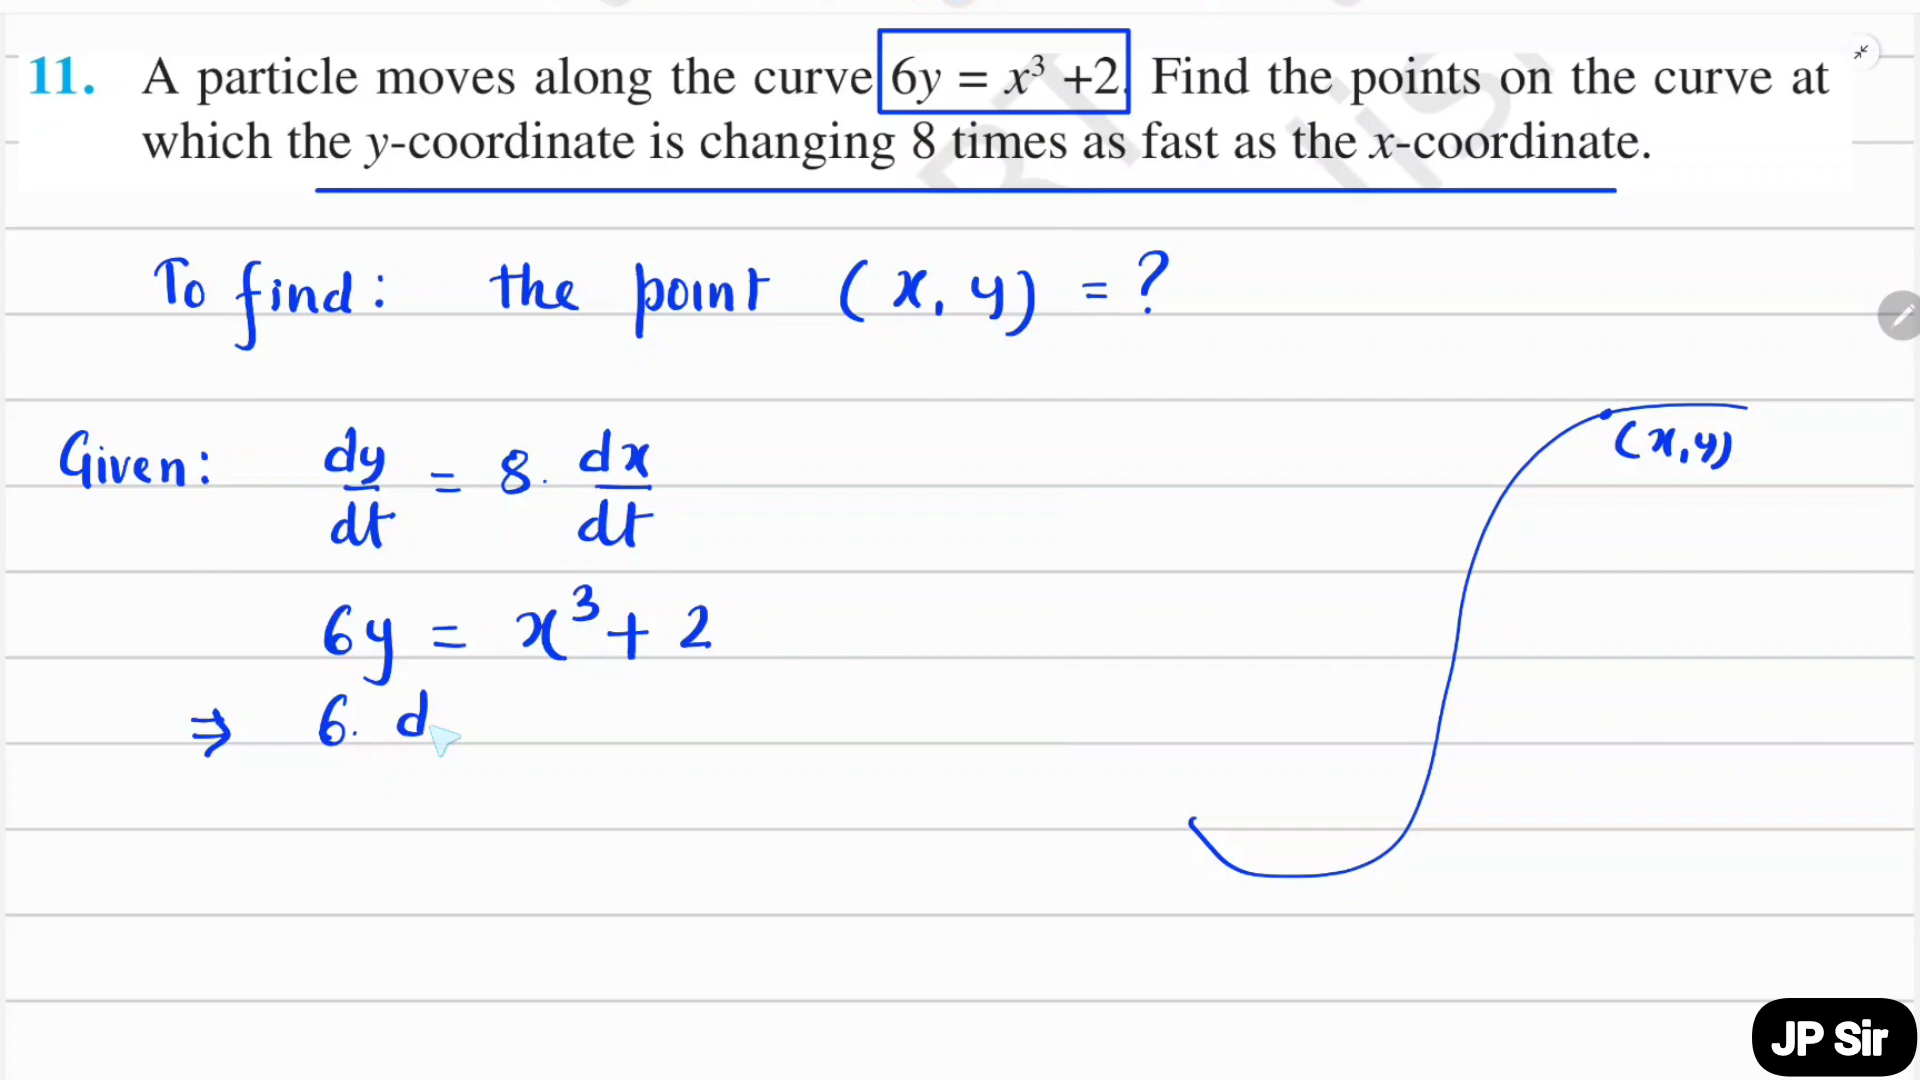 11. A particle moves along the curve 6y = x³ +2. Find the points on the curve at
which the y-coordinate is changing 8 times as fast as the x-coordinate.
To find: the point (x, y) = ?
Given: dy/dt = 8. dx/dt
(x,y)
6y = x³ + 2
⇒ 6. d
JP Sir